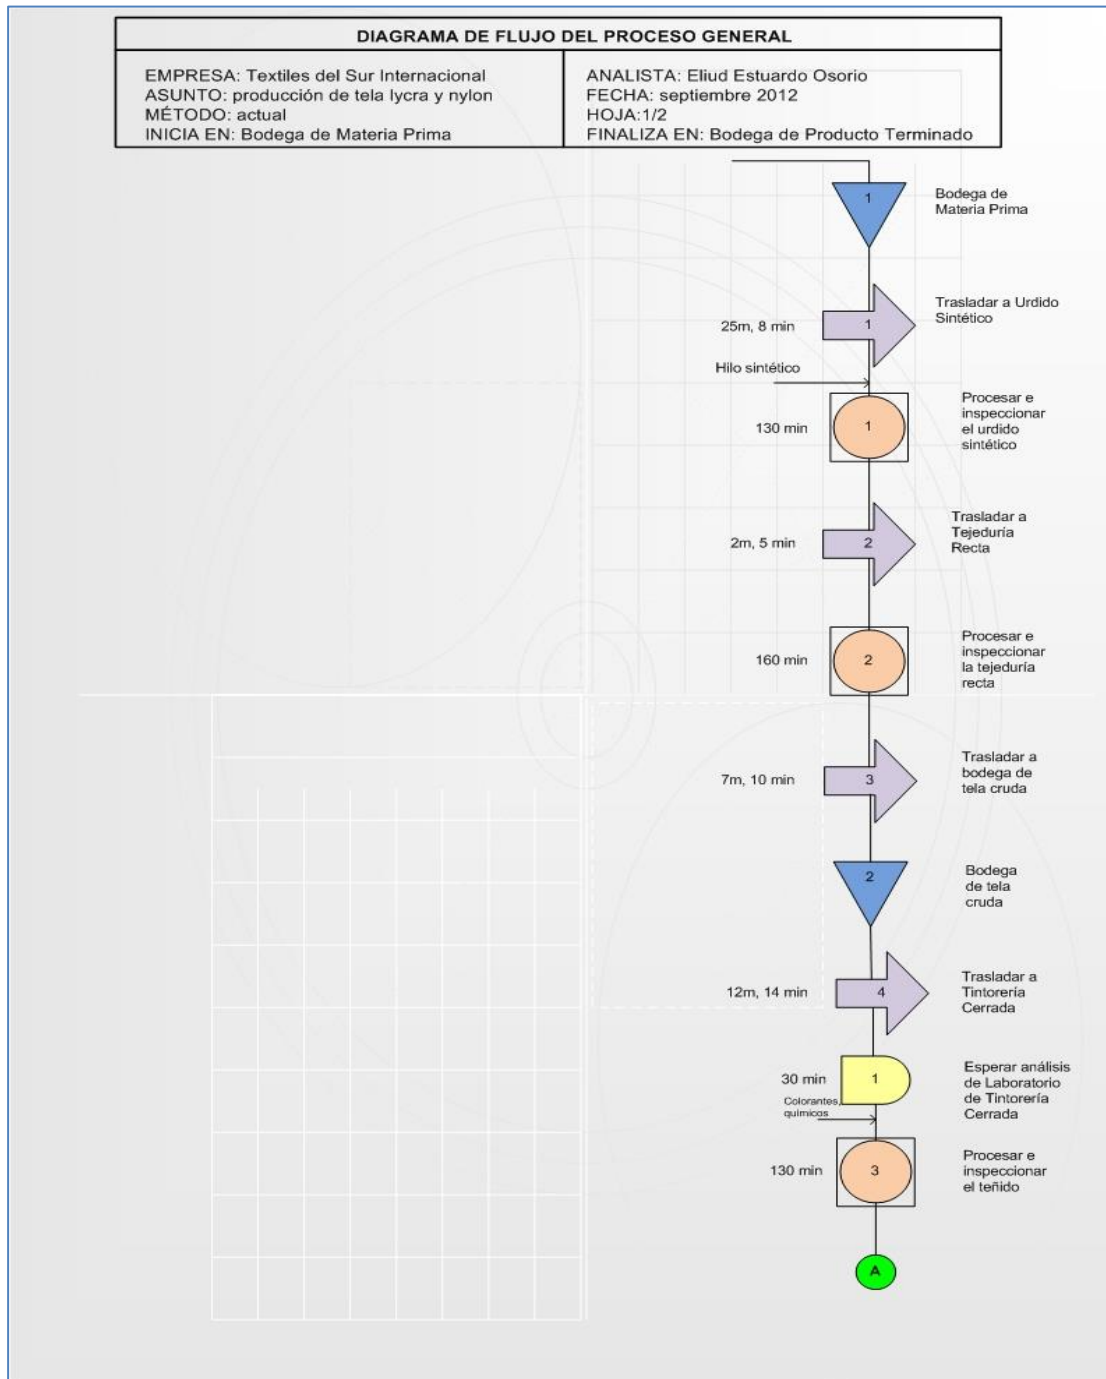 DIAGRAMA DE FLUJO DEL PROCESO GENERAL
EMPRESA: Textiles del Sur Internacional
ASUNTO: producción de tela lycra y nylon
MÉTODO: actual
INICIA EN: Bodega de Materia Prima
ANALISTA: Eliud Estuardo Osorio
FECHA: septiembre 2012
HOJA:1/2
FINALIZA EN: Bodega de Producto Terminado
1
Bodega de
Materia Prima
25m, 8 min
1
Trasladar a Urdido
Sintético
Hilo sintético
130 min
1
Procesar e
inspeccionar
el urdido
sintético
2m, 5 min
2
Trasladar a
Tejeduría
Recta
160 min
2
Procesar e
inspeccionar
la tejeduría
recta
7m, 10 min
3
Trasladar a
bodega de
tela cruda
2
Bodega
de tela
cruda
12m, 14 min
4
Trasladar a
Tintorería
Cerrada
30 min
1
Esperar análisis
de Laboratorio
de Tintorería
Cerrada
Colorantes,
químicos
130 min
3
Procesar e
inspeccionar
el teñido
A